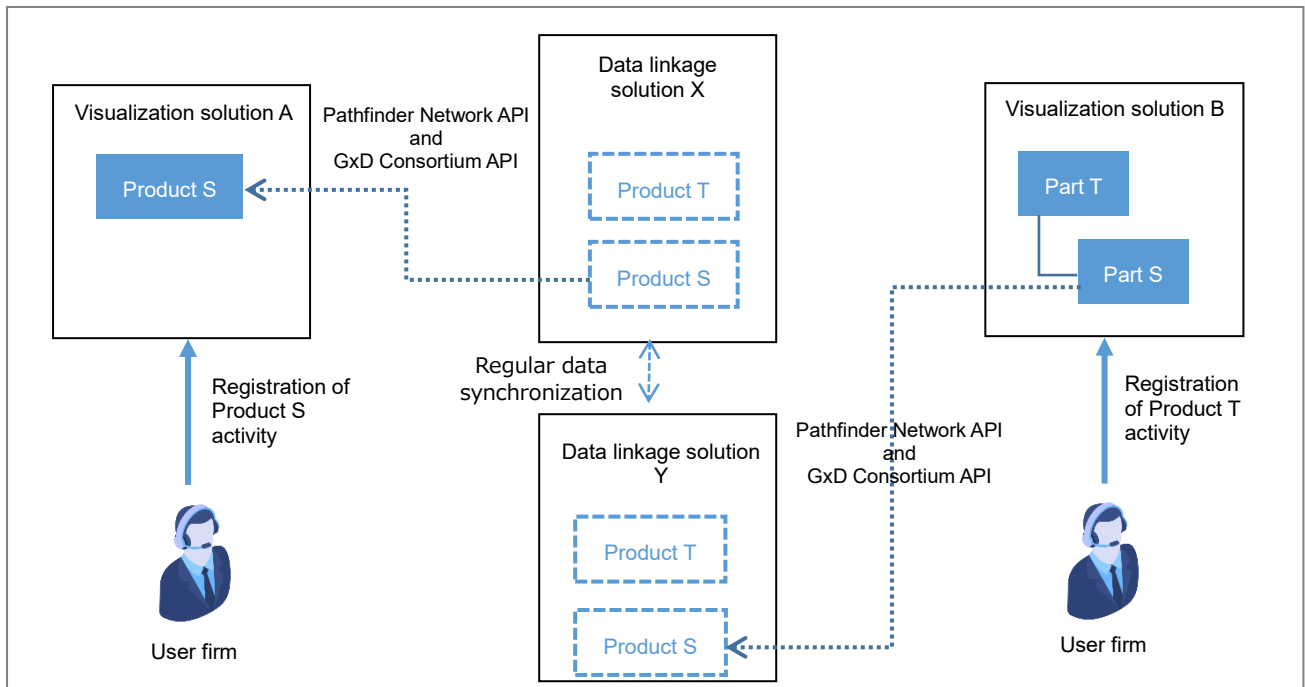 Visualization solution A
Product S
Registration of
Product S
activity
User firm
Pathfinder Network API
and
GxD Consortium API
Data linkage
solution X
Product T
Product S
Regular data
synchronization
Data linkage solution
Y
Product T
Product S
Pathfinder Network API
and
GxD Consortium API
Visualization solution B
Part T
Part S
Registration
of Product T
activity
User firm